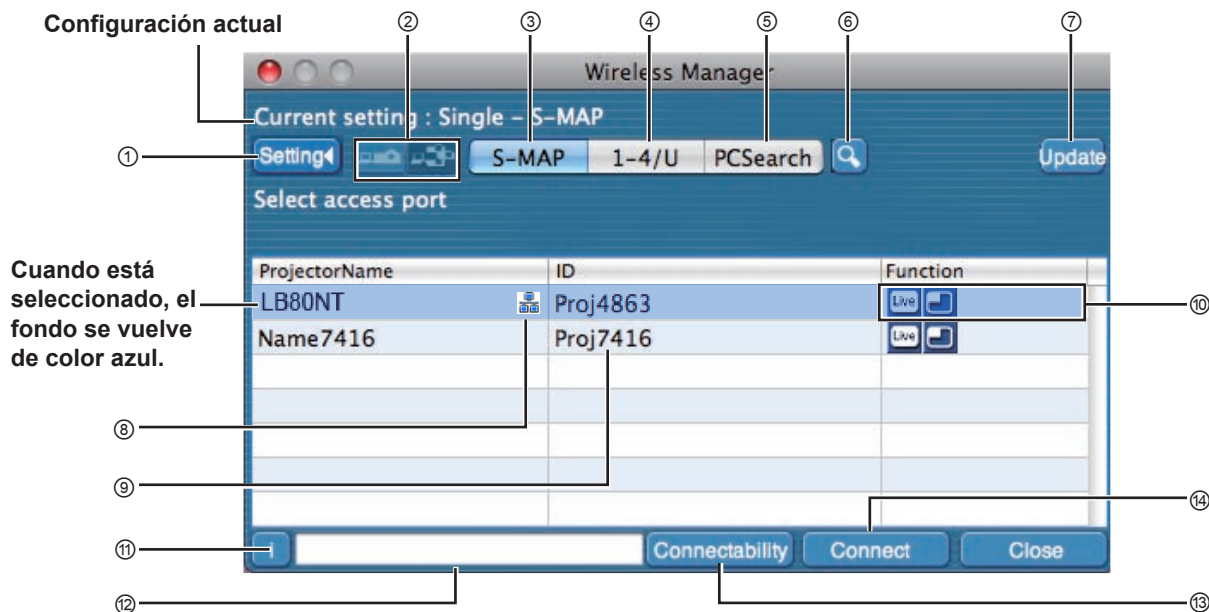 Configuración actual
② ③ ④ ⑤ ⑥ ⑦
Wireless Manager
Current setting : Single – S-MAP
① Setting S-MAP 1-4/U PCSearch Update
Select access port
Cuando está
seleccionado, el
fondo se vuelve
de color azul.
ProjectorName ID Function
LB80NT Proj4863 Live ⑩
Name7416 Proj7416 Live
⑧
⑨
⑭
⑪ i Connectability Connect Close
⑫ ⑬